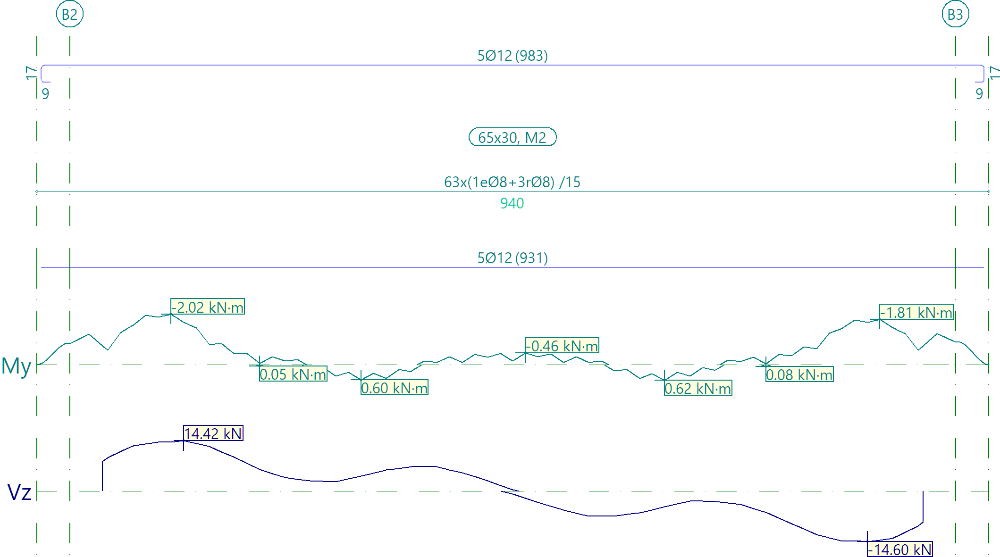 B2
B3
5Ø12 (983)
17
17
9
9
65x30, M2
63x(1eØ8+3rØ8) /15
940
5Ø12 (931)
-2.02 kN·m
-1.81 kN·m
-0.46 kN·m
My
0.05 kN·m
0.08 kN·m
0.60 kN·m
0.62 kN·m
14.42 kN
Vz
-14.60 kN